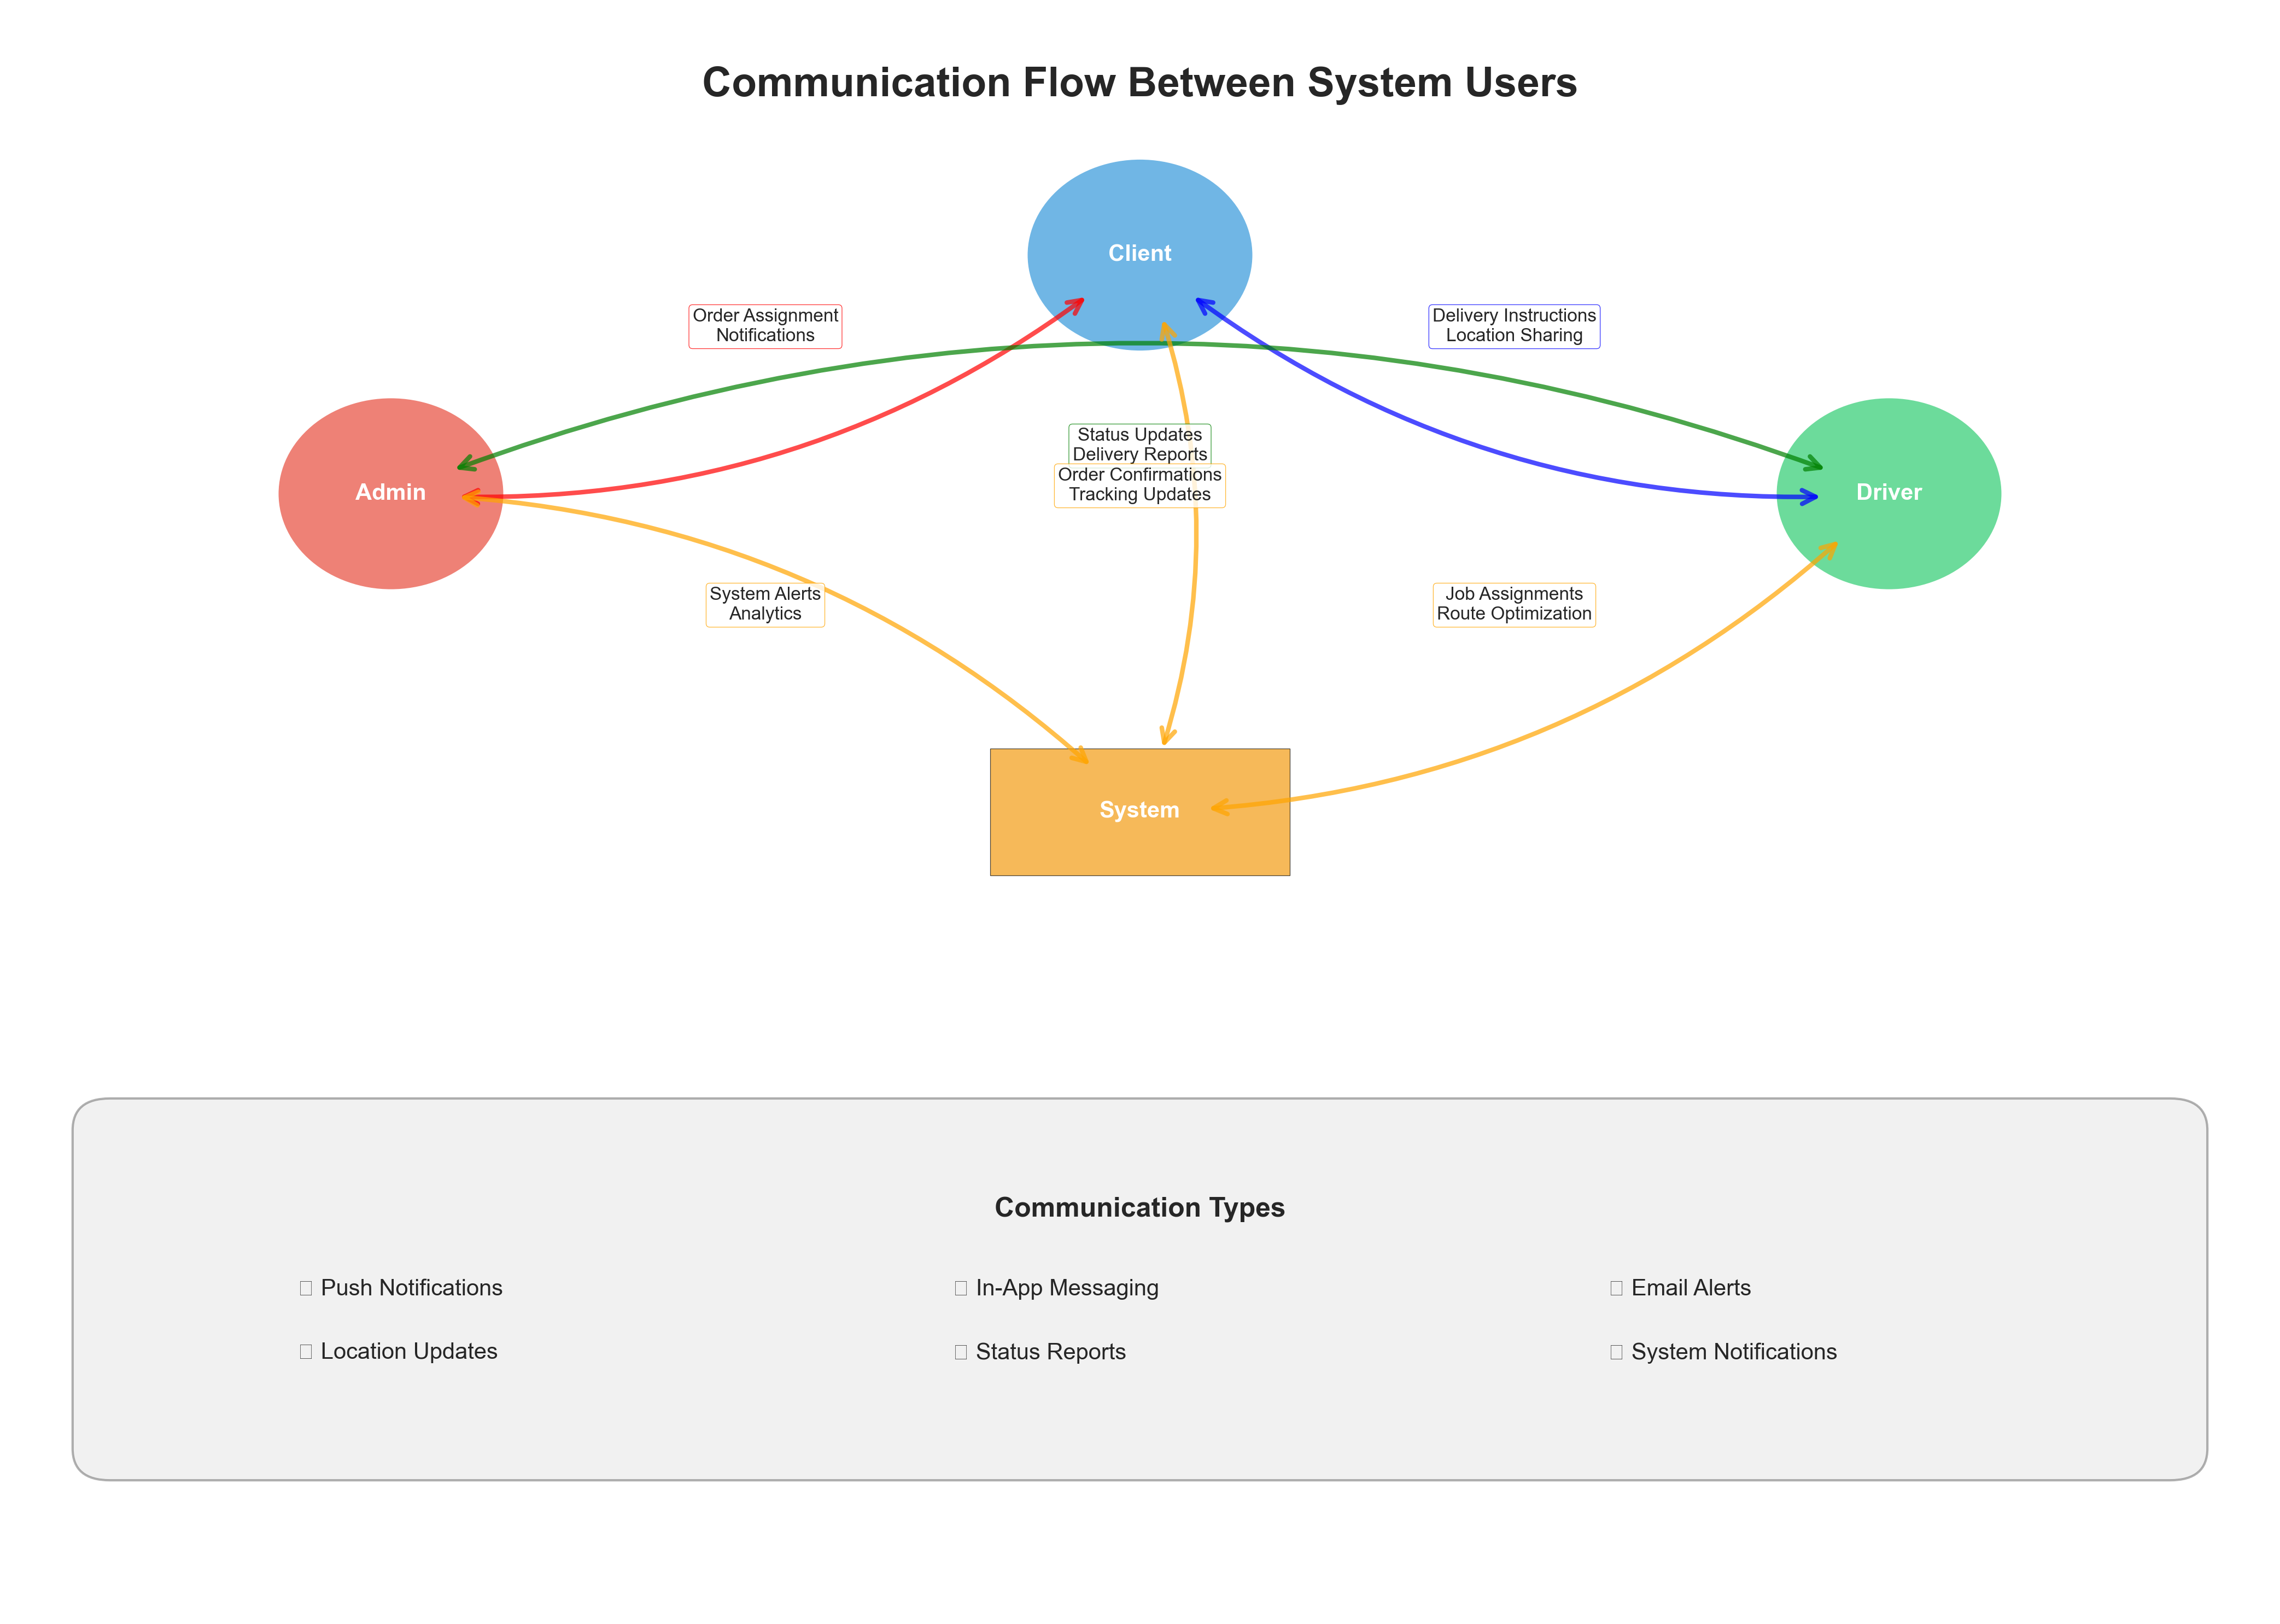 Communication Flow Between System Users
Client
Order Assignment
Notifications
Delivery Instructions
Location Sharing
Status Updates
Delivery Reports
Order Confirmations
Tracking Updates
Admin
Driver
System Alerts
Analytics
Job Assignments
Route Optimization
System
Communication Types
Push Notifications
In-App Messaging
Email Alerts
Location Updates
Status Reports
System Notifications